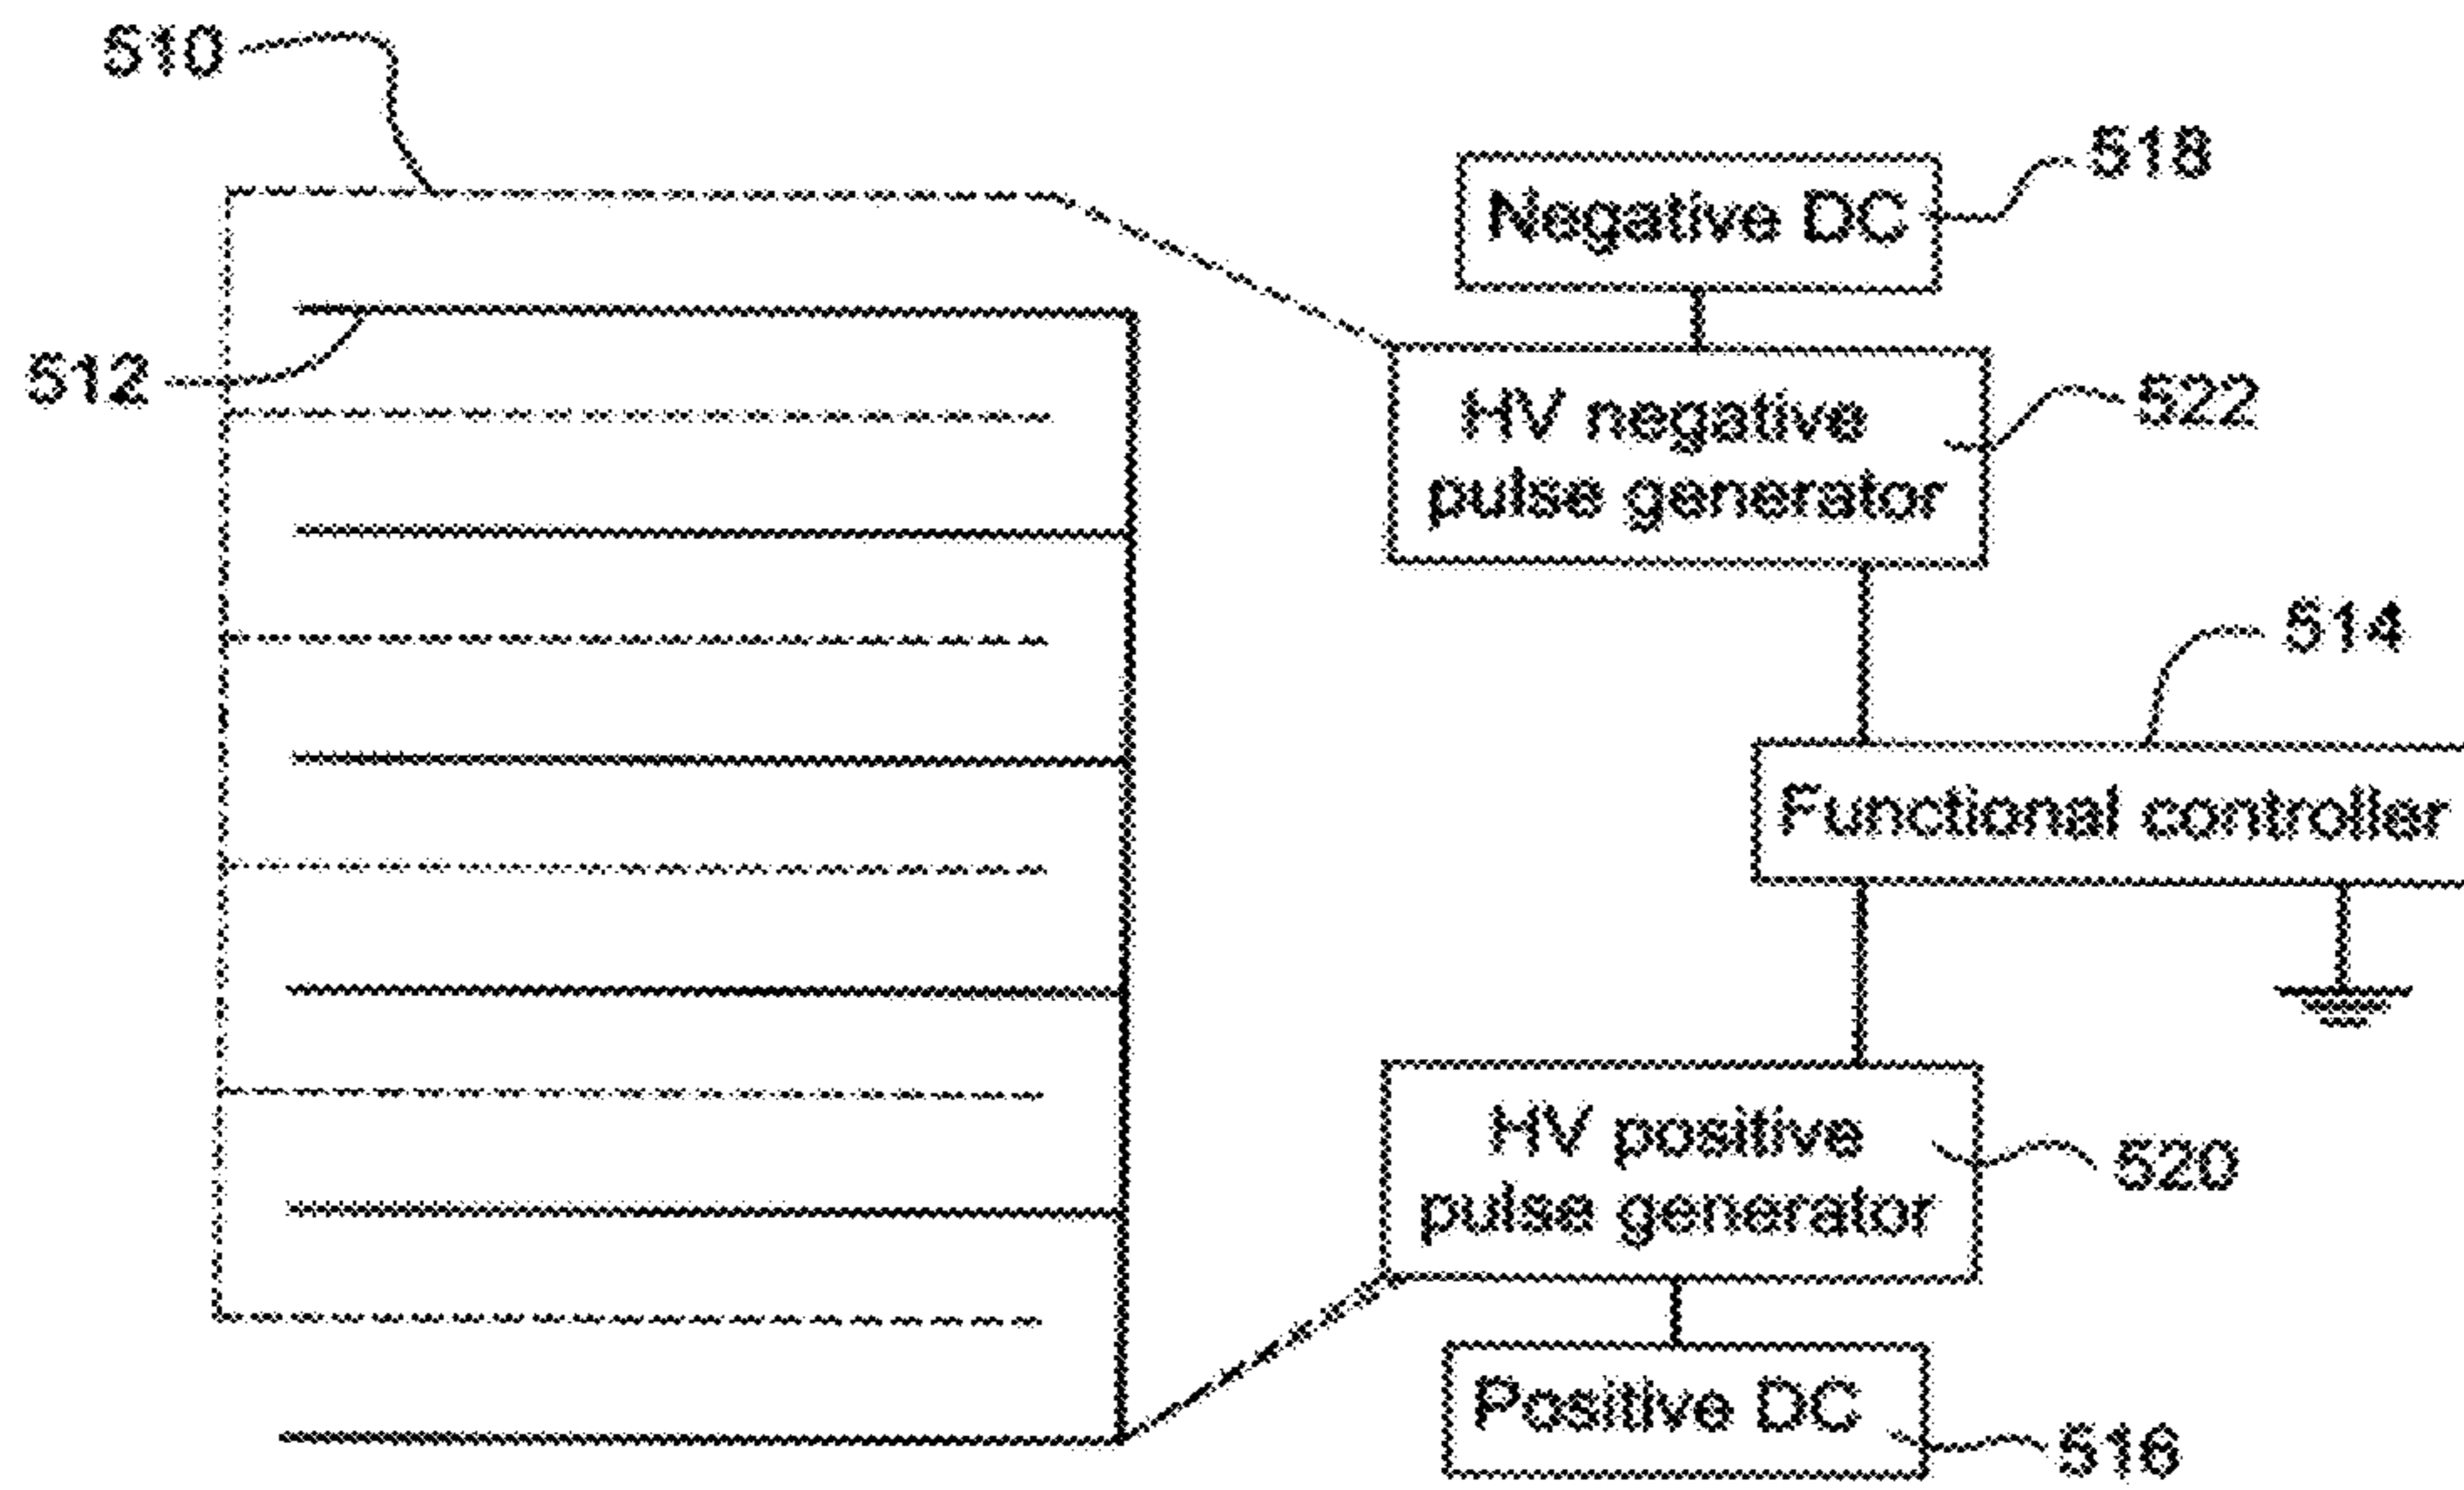 510
518
Negative DC
512
522
HV negative
pulse generator
514
Functional controller
HV positive
pulse generator
520
Positive DC
516